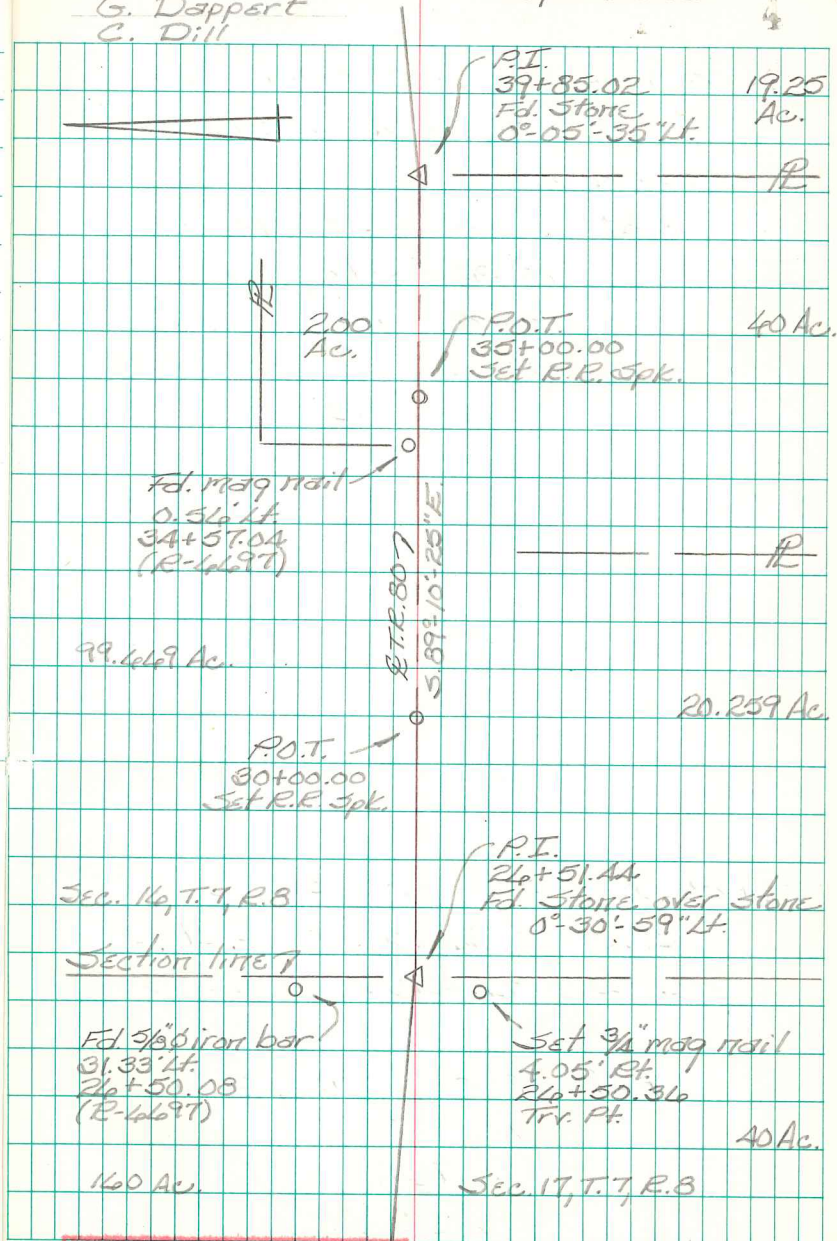 G. Dappert
C. Dill
P.I.
39+85.02
Fd. Stone
0°-05'-35" Lt.
19.25
Ac.
PL
PL
2.00
Ac.
P.O.T.
35+00.00
Set R.R. Spk.
40 Ac.
Fd. mag nail
0.56' Lt.
34+57.04
(R-6697)
℄ T.R. 807
S.89°-10'-25"E.
PL
99.669 Ac.
20.259 Ac.
P.O.T.
30+00.00
Set R.R. Spk.
P.I.
26+51.44
Fd. Stone over stone
0°-30'-59" Lt.
Sec. 16, T.7, R.8
Section line
Fd. 5/8"ø iron bar
31.33' Lt.
26+50.08
(R-6697)
Set 3/4" mag nail
4.05' Rt.
26+50.36
Trv. Pt.
40 Ac.
160 Ac.
Sec. 17, T.7, R.8